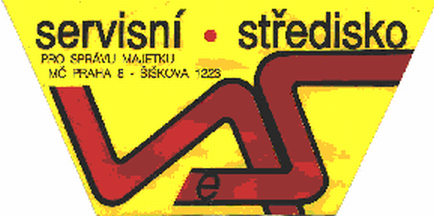 servisní • středisko
PRO SPRÁVU MAJETKU
MČ PRAHA 8 - ŠIŠKOVA 1223
e